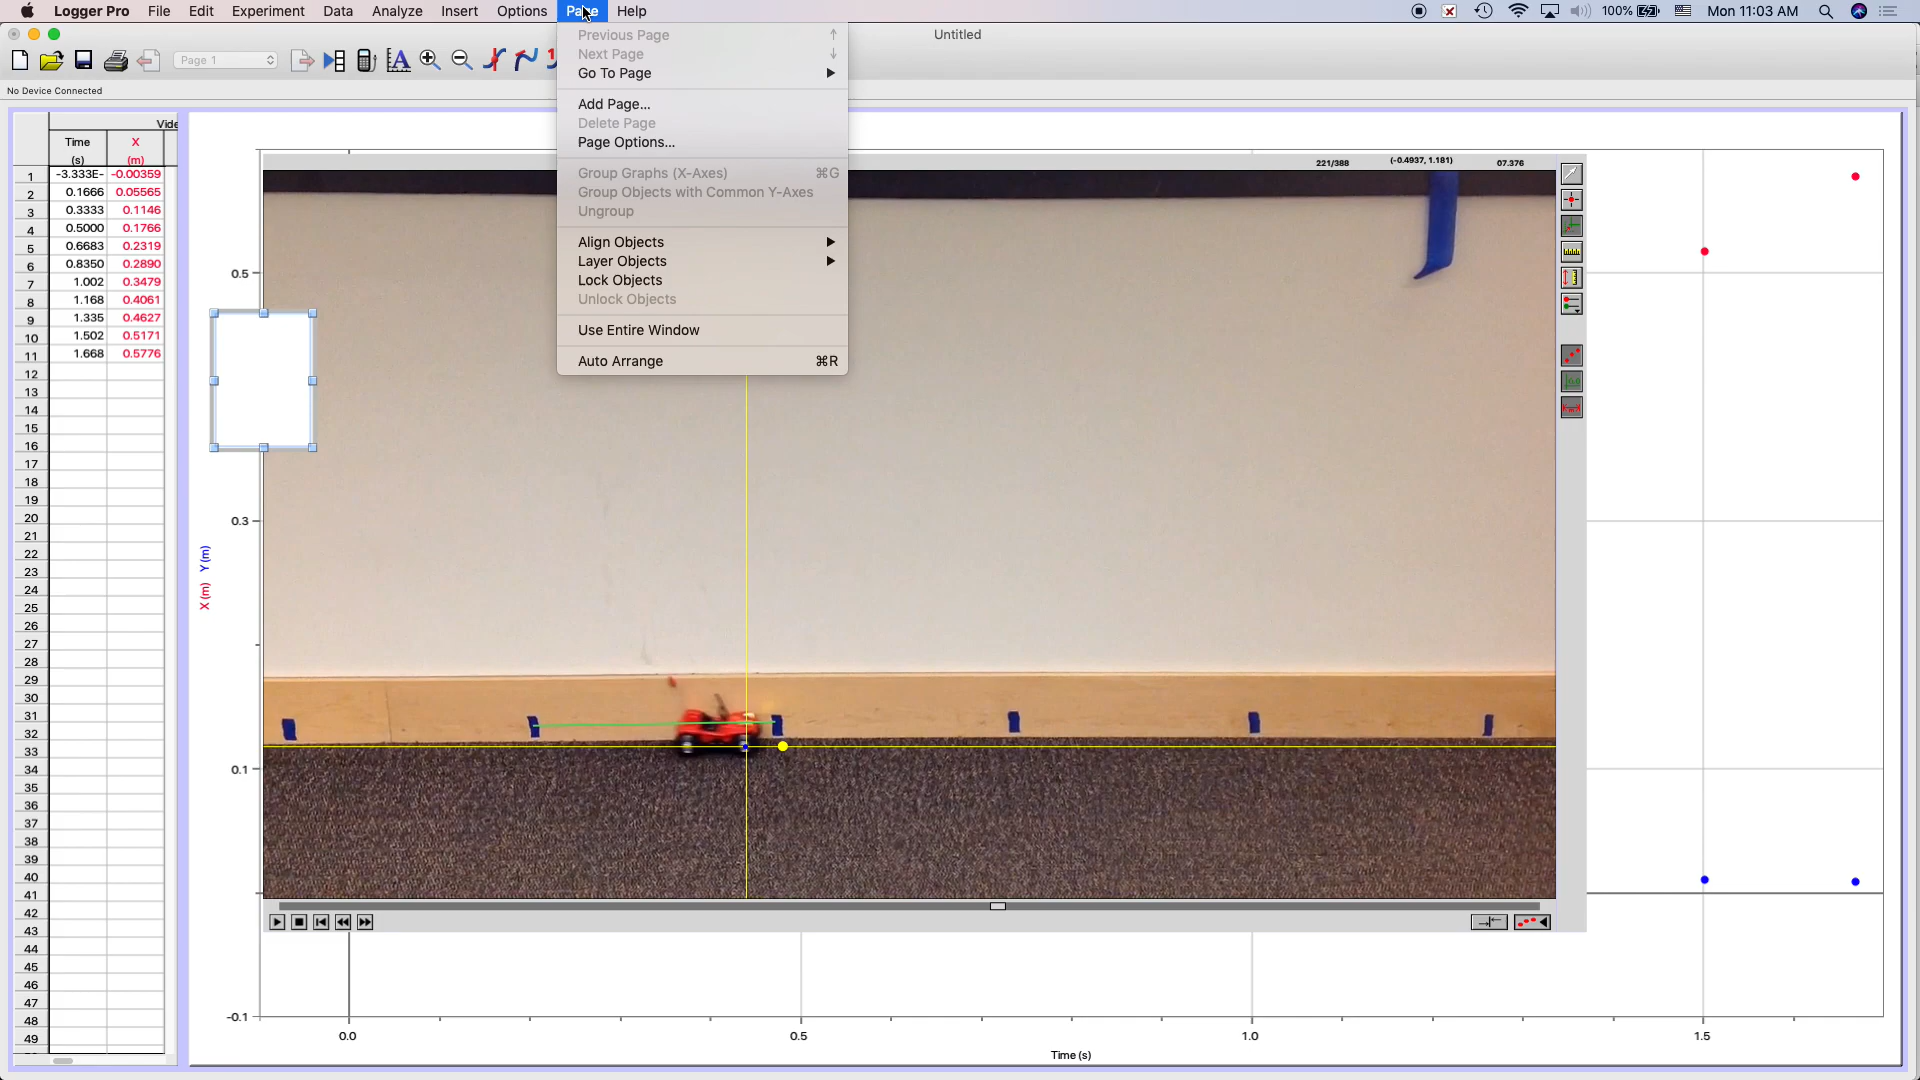 Logger Pro File Edit Experiment Data Analyze Insert Options Page Help 100% Mon 11:03 AM
Untitled
Page 1
No Device Connected
Previous Page ↑
Next Page ↓
Go To Page ▶
Add Page...
Delete Page
Page Options...
Group Graphs (X-Axes) ⌘G
Group Objects with Common Y-Axes
Ungroup
Align Objects ▶
Layer Objects ▶
Lock Objects
Unlock Objects
Use Entire Window
Auto Arrange ⌘R
Vide
Time X
(s) (m)
1 -3.333E- -0.00359
2 0.1666 0.05565
3 0.3333 0.1146
4 0.5000 0.1766
5 0.6683 0.2319
6 0.8350 0.2890
7 1.002 0.3479
8 1.168 0.4061
9 1.335 0.4627
10 1.502 0.5171
11 1.668 0.5776
12
13
14
15
16
17
18
19
20
21
22
23
24
25
26
27
28
29
30
31
32
33
34
35
36
37
38
39
40
41
42
43
44
45
46
47
48
49
221/388 (-0.4937, 1.181) 07.376
0.5
0.3
0.1
-0.1
X (m) Y (m)
0.0 0.5 1.0 1.5
Time (s)